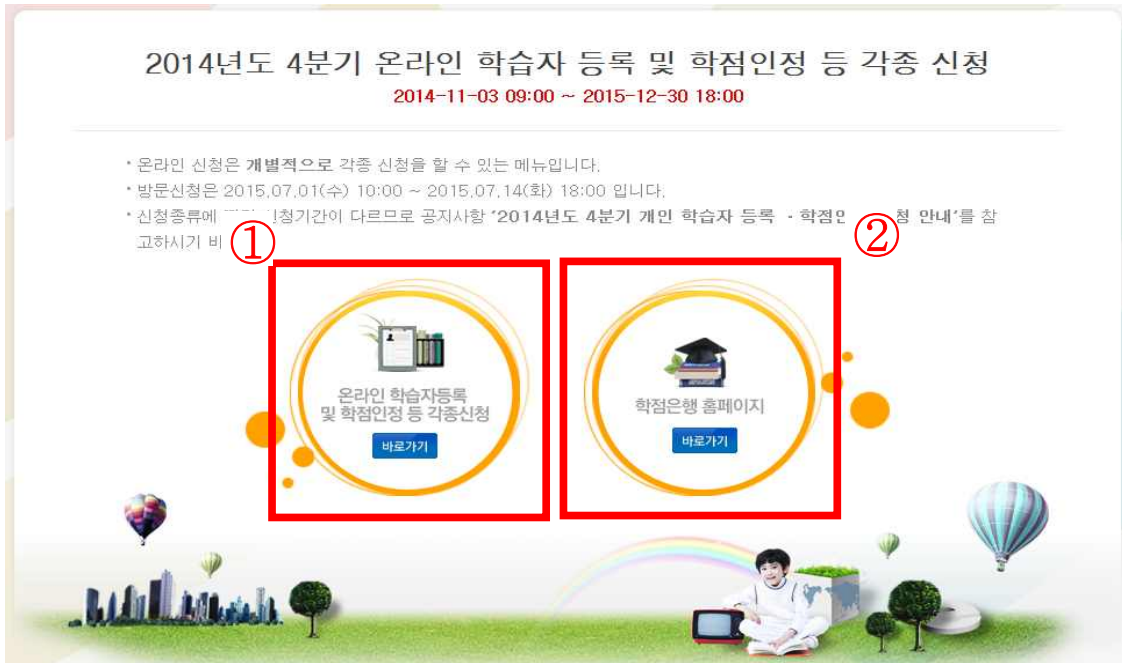 2014년도 4분기 온라인 학습자 등록 및 학점인정 등 각종 신청
2014-11-03 09:00 ~ 2015-12-30 18:00
• 온라인 신청은 개별적으로 각종 신청을 할 수 있는 메뉴입니다.
• 방문신청은 2015.07.01(수) 10:00 ~ 2015.07.14(화) 18:00 입니다.
• 신청종류에 신청기간이 다르므로 공지사항 '2014년도 4분기 개인 학습자 등록 · 학점인 청 안내'를 참
고하시기 비
①
②
온라인 학습자등록
및 학점인정 등 각종신청
바로가기
학점은행 홈페이지
바로가기